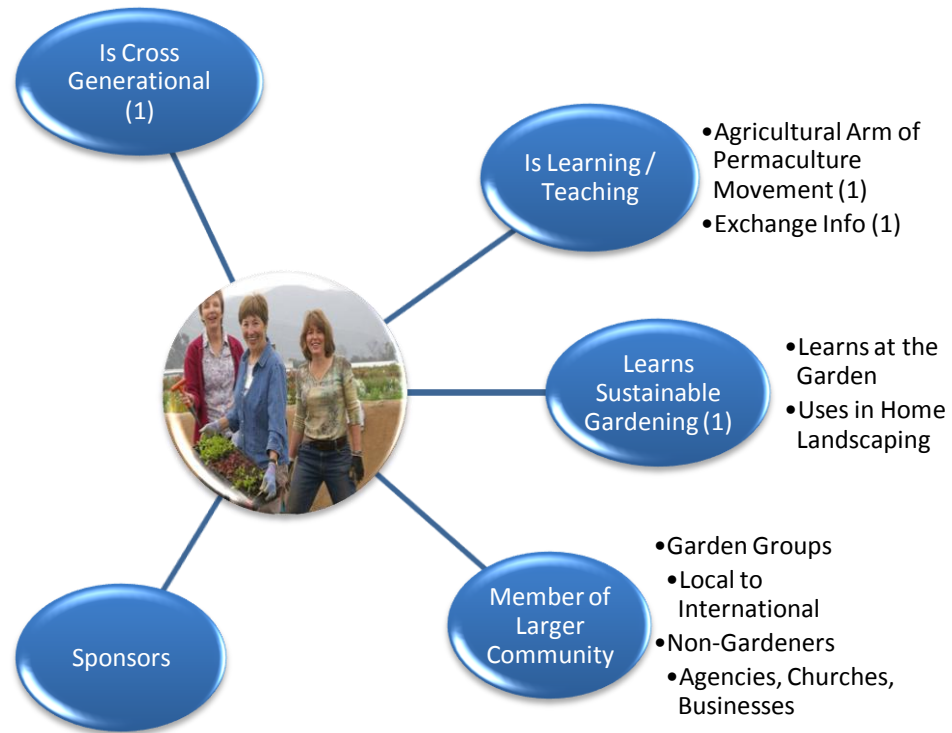 Is Cross
Generational
(1)
Is Learning /
Teaching
•Agricultural Arm of
Permaculture
Movement (1)
•Exchange Info (1)
Learns
Sustainable
Gardening (1)
•Learns at the
Garden
•Uses in Home
Landscaping
Member of
Larger
Community
•Garden Groups
•Local to
International
•Non-Gardeners
•Agencies, Churches,
Businesses
Sponsors